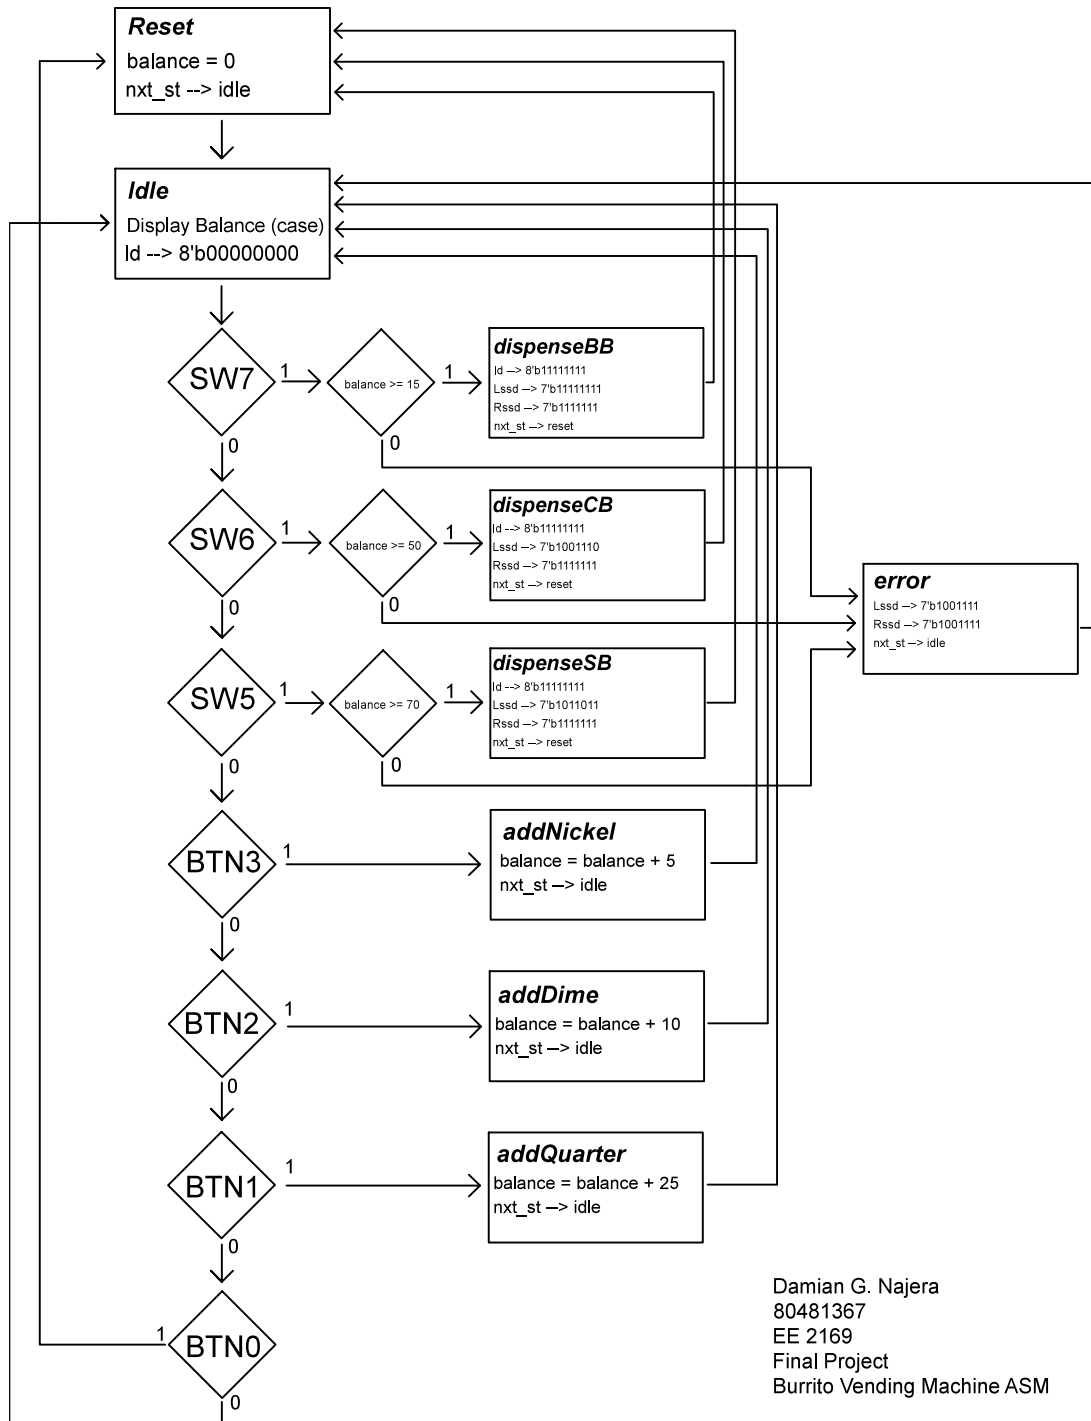 Reset
balance = 0
nxt_st --> idle
Idle
Display Balance (case)
ld --> 8'b00000000
SW7
1
balance >= 15
1
dispenseBB
ld --> 8'b11111111
Lssd --> 7'b11111111
Rssd --> 7'b1111111
nxt_st --> reset
0
0
SW6
1
balance >= 50
1
dispenseCB
ld --> 8'b11111111
Lssd --> 7'b1001110
Rssd --> 7'b1111111
nxt_st --> reset
0
0
error
Lssd --> 7'b1001111
Rssd --> 7'b1001111
nxt_st --> idle
SW5
1
balance >= 70
1
dispenseSB
ld --> 8'b11111111
Lssd --> 7'b1011011
Rssd --> 7'b1111111
nxt_st --> reset
0
0
BTN3
1
addNickel
balance = balance + 5
nxt_st --> idle
0
BTN2
1
addDime
balance = balance + 10
nxt_st --> idle
0
BTN1
1
addQuarter
balance = balance + 25
nxt_st --> idle
0
1
BTN0
0
Damian G. Najera
80481367
EE 2169
Final Project
Burrito Vending Machine ASM